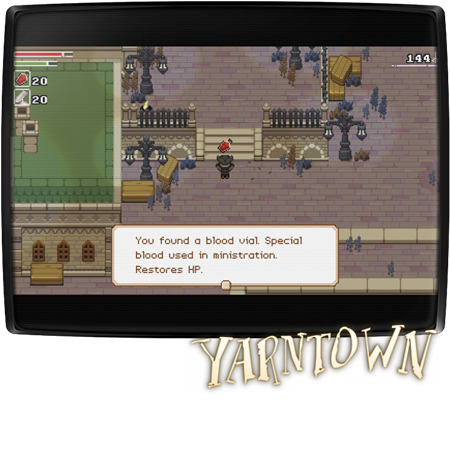 144
20
20
You found a blood vial. Special
blood used in ministration.
Restores HP.
YARNTOWN